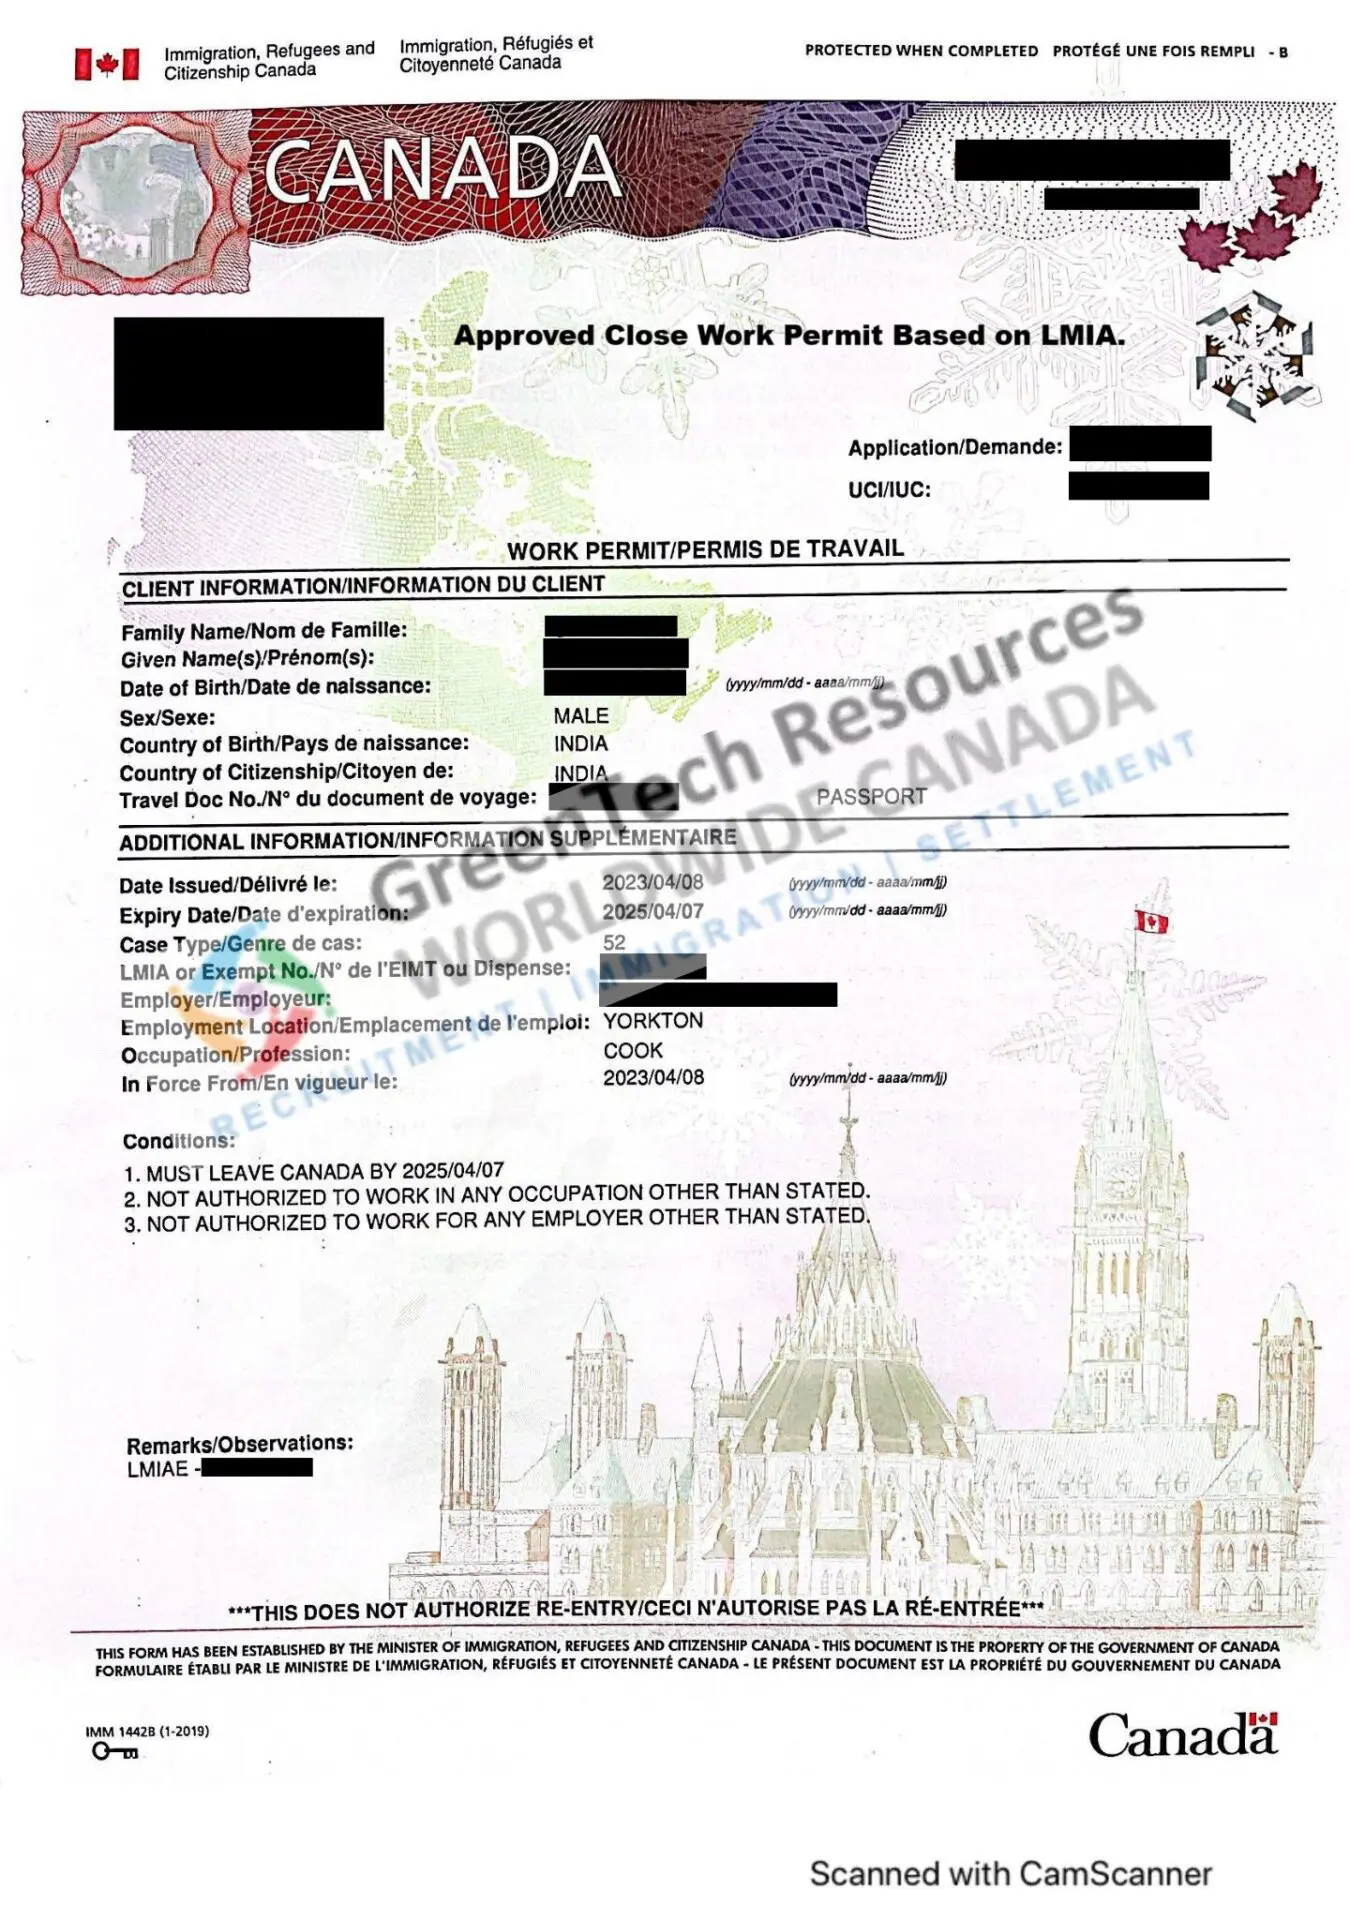 Immigration, Refugees and Citizenship Canada
Immigration, Réfugiés et Citoyenneté Canada
PROTECTED WHEN COMPLETED PROTÉGÉ UNE FOIS REMPLI - B
CANADA
Approved Close Work Permit Based on LMIA.
Application/Demande:
UCI/IUC:
WORK PERMIT/PERMIS DE TRAVAIL
CLIENT INFORMATION/INFORMATION DU CLIENT
Family Name/Nom de Famille:
Given Name(s)/Prénom(s):
Date of Birth/Date de naissance: (yyyy/mm/dd - aaaa/mm/jj)
Sex/Sexe: MALE
Country of Birth/Pays de naissance: INDIA
Country of Citizenship/Citoyen de: INDIA
Travel Doc No./N° du document de voyage: PASSPORT
ADDITIONAL INFORMATION/INFORMATION SUPPLÉMENTAIRE
Date Issued/Délivré le: 2023/04/08 (yyyy/mm/dd - aaaa/mm/jj)
Expiry Date/Date d'expiration: 2025/04/07 (yyyy/mm/dd - aaaa/mm/jj)
Case Type/Genre de cas: 52
LMIA or Exempt No./N° de l'EIMT ou Dispense:
Employer/Employeur:
Employment Location/Emplacement de l'emploi: YORKTON
Occupation/Profession: COOK
In Force From/En vigueur le: 2023/04/08 (yyyy/mm/dd - aaaa/mm/jj)
GreenTech Resources
WORLDWIDE CANADA
RECRUITMENT | IMMIGRATION | SETTLEMENT
Conditions:
1. MUST LEAVE CANADA BY 2025/04/07
2. NOT AUTHORIZED TO WORK IN ANY OCCUPATION OTHER THAN STATED.
3. NOT AUTHORIZED TO WORK FOR ANY EMPLOYER OTHER THAN STATED.
Remarks/Observations:
LMIAE -
***THIS DOES NOT AUTHORIZE RE-ENTRY/CECI N'AUTORISE PAS LA RÉ-ENTRÉE***
THIS FORM HAS BEEN ESTABLISHED BY THE MINISTER OF IMMIGRATION, REFUGEES AND CITIZENSHIP CANADA - THIS DOCUMENT IS THE PROPERTY OF THE GOVERNMENT OF CANADA
FORMULAIRE ÉTABLI PAR LE MINISTRE DE L'IMMIGRATION, RÉFUGIÉS ET CITOYENNETÉ CANADA - LE PRÉSENT DOCUMENT EST LA PROPRIÉTÉ DU GOUVERNEMENT DU CANADA
IMM 1442B (1-2019)
Canada
Scanned with CamScanner